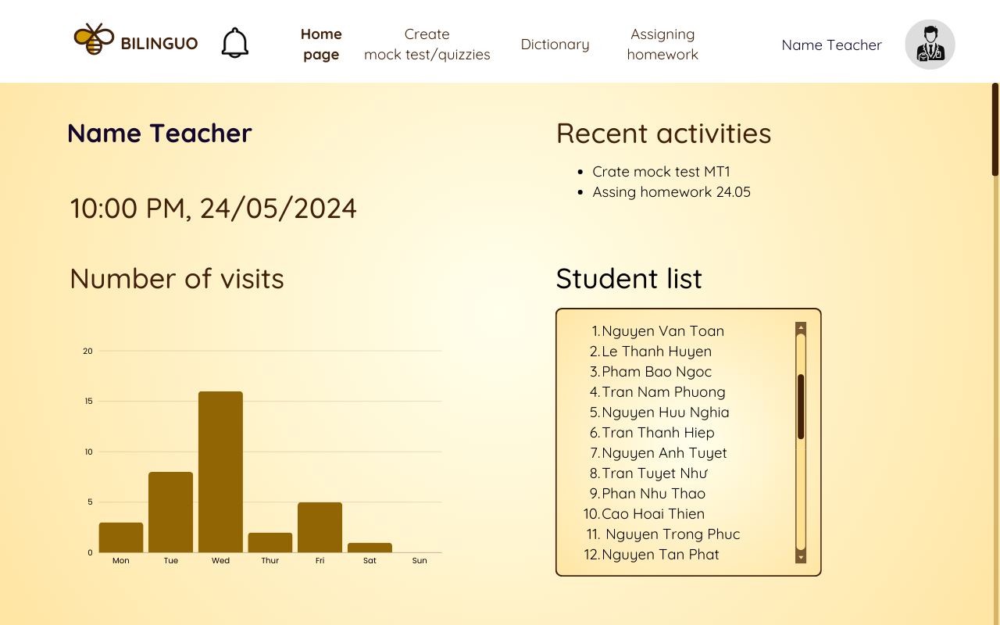 BILINGUO
Home
page
Create
mock test/quizzies
Dictionary
Assigning
homework
Name Teacher
Name Teacher
10:00 PM, 24/05/2024
Recent activities
• Crate mock test MT1
• Assing homework 24.05
Number of visits
20
15
10
5
0
Mon Tue Wed Thur Fri Sat Sun
Student list
1. Nguyen Van Toan
2. Le Thanh Huyen
3. Pham Bao Ngoc
4. Tran Nam Phuong
5. Nguyen Huu Nghia
6. Tran Thanh Hiep
7. Nguyen Anh Tuyet
8. Tran Tuyet Như
9. Phan Nhu Thao
10. Cao Hoai Thien
11. Nguyen Trong Phuc
12. Nguyen Tan Phat